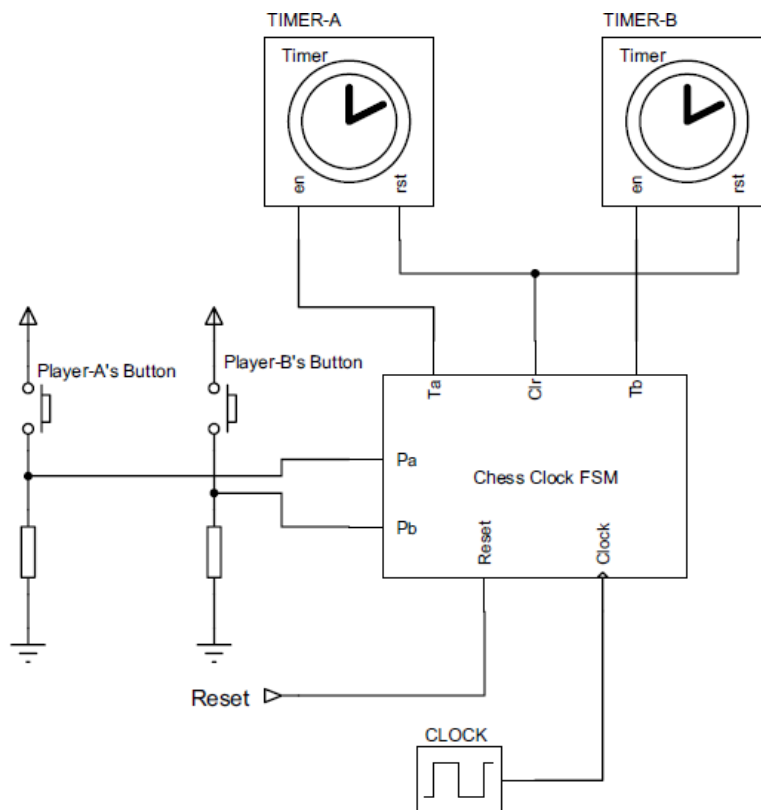 TIMER-A
TIMER-B
Timer
Timer
en
rst
en
rst
Player-A's Button
Player-B's Button
Ta
Clr
Tb
Pa
Chess Clock FSM
Pb
Reset
Clock
Reset
CLOCK